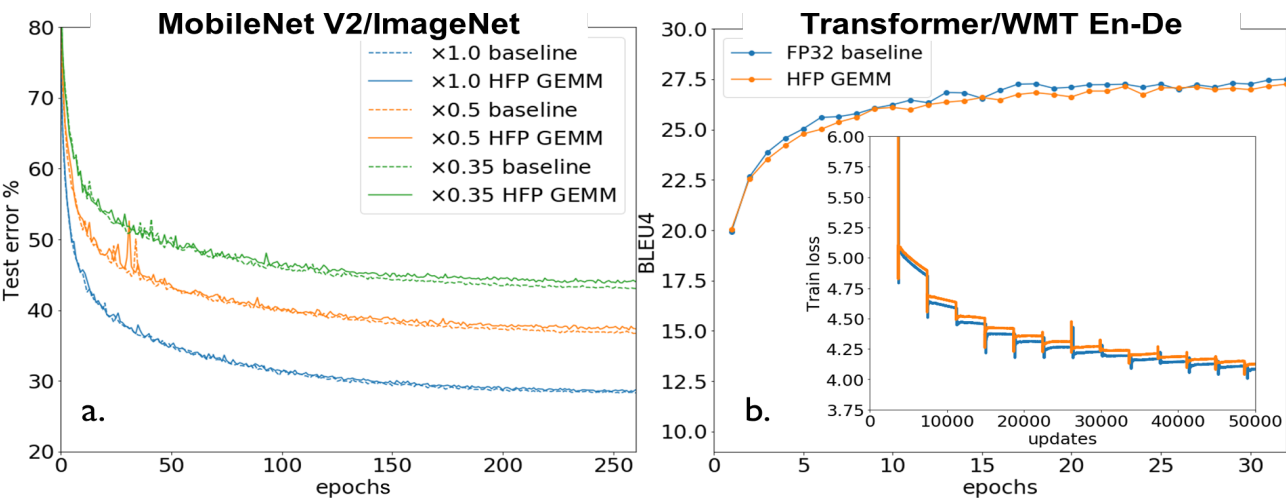 MobileNet V2/ImageNet
80
70
60
50
40
30
20
Test error %
×1.0 baseline
×1.0 HFP GEMM
×0.5 baseline
×0.5 HFP GEMM
×0.35 baseline
×0.35 HFP GEMM
a.
0 50 100 150 200 250
epochs
Transformer/WMT En-De
30.0
27.5
25.0
22.5
20.0
17.5
15.0
12.5
10.0
BLEU4
FP32 baseline
HFP GEMM
6.00
5.75
5.50
5.25
5.00
4.75
4.50
4.25
4.00
3.75
Train loss
0 10000 20000 30000 40000 50000
updates
b.
0 5 10 15 20 25 30
epochs